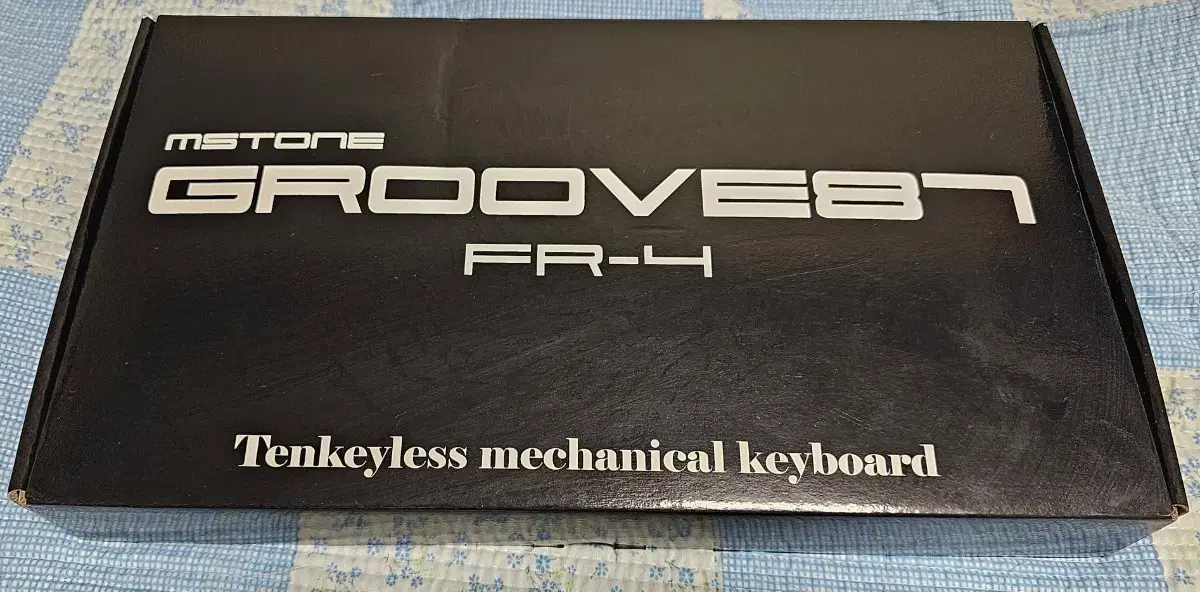 MSTONE
GROOVE87
FR-4
Tenkeyless mechanical keyboard